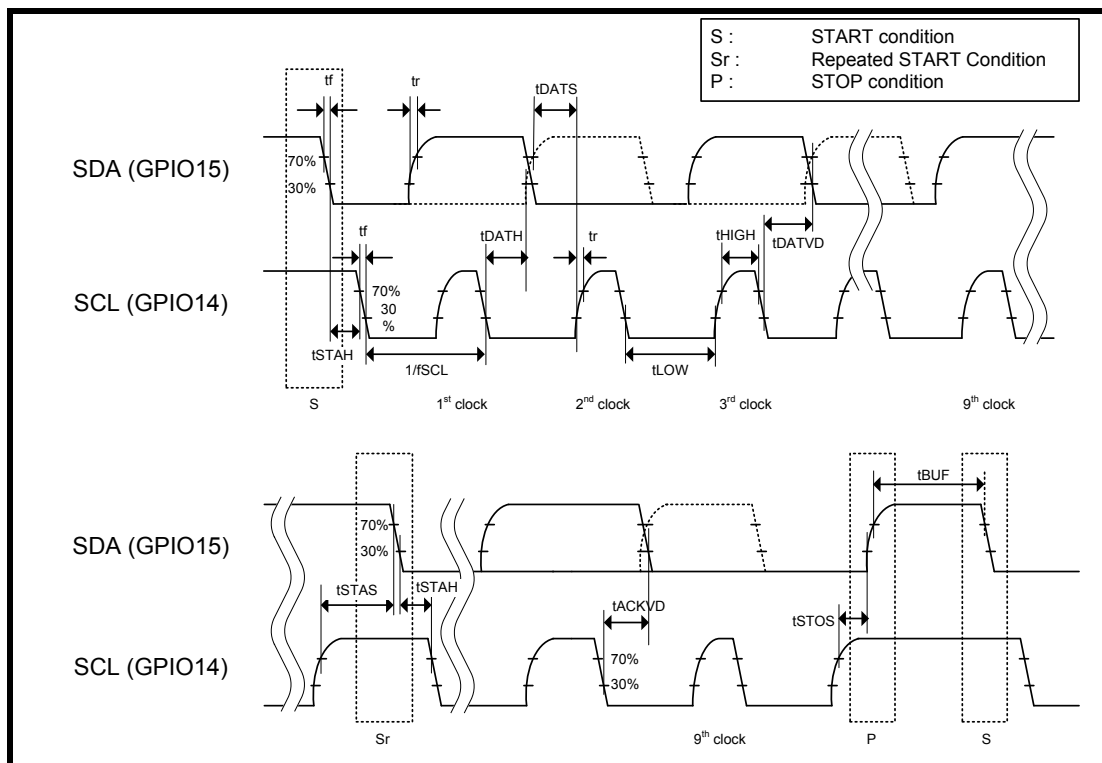 S : START condition
Sr : Repeated START Condition
P : STOP condition
tf
tr
tDATS
SDA (GPIO15)
70%
30%
tf
tDATH
tr
tHIGH
tDATVD
SCL (GPIO14)
70%
30
%
tSTAH
1/fSCL
tLOW
S
1st clock
2nd clock
3rd clock
9th clock
tBUF
SDA (GPIO15)
70%
30%
tSTAS
tSTAH
tACKVD
tSTOS
SCL (GPIO14)
70%
30%
Sr
9th clock
P
S